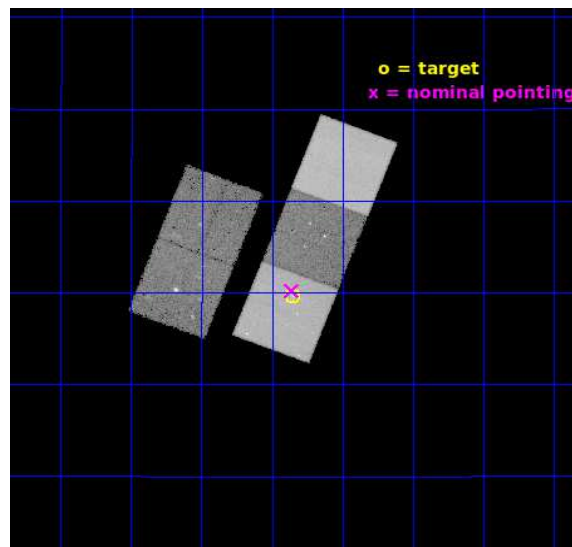 o = target
x = nominal pointing